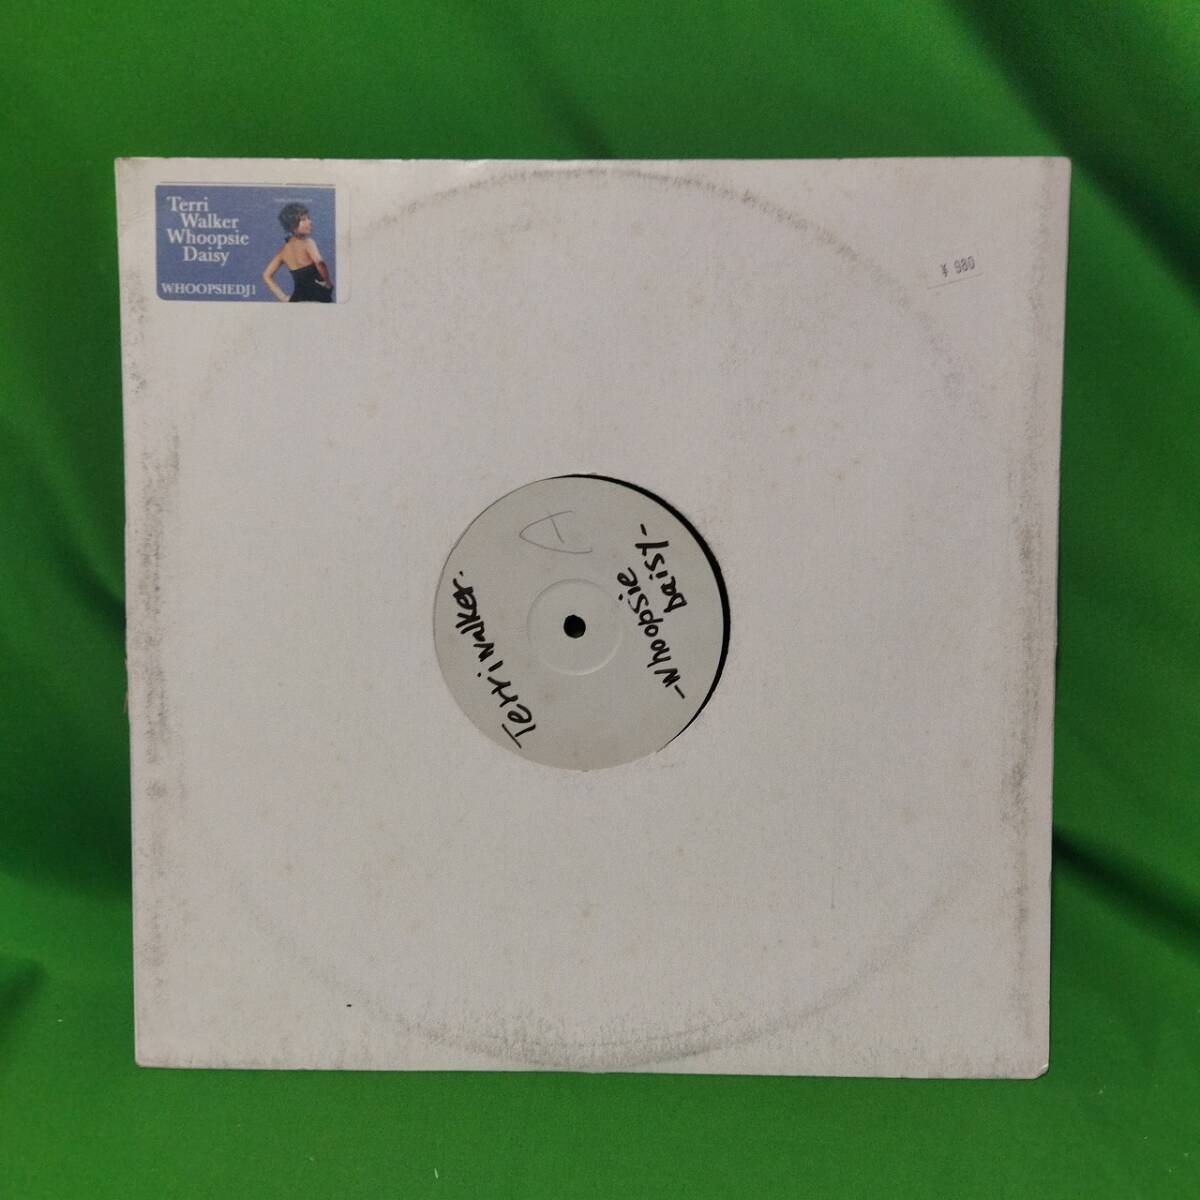 Terri
Walker
Whoopsie
Daisy
WHOOPSIEDJ1
¥ 980
A
Terri Walker.
-Whoopsie
Daisy-